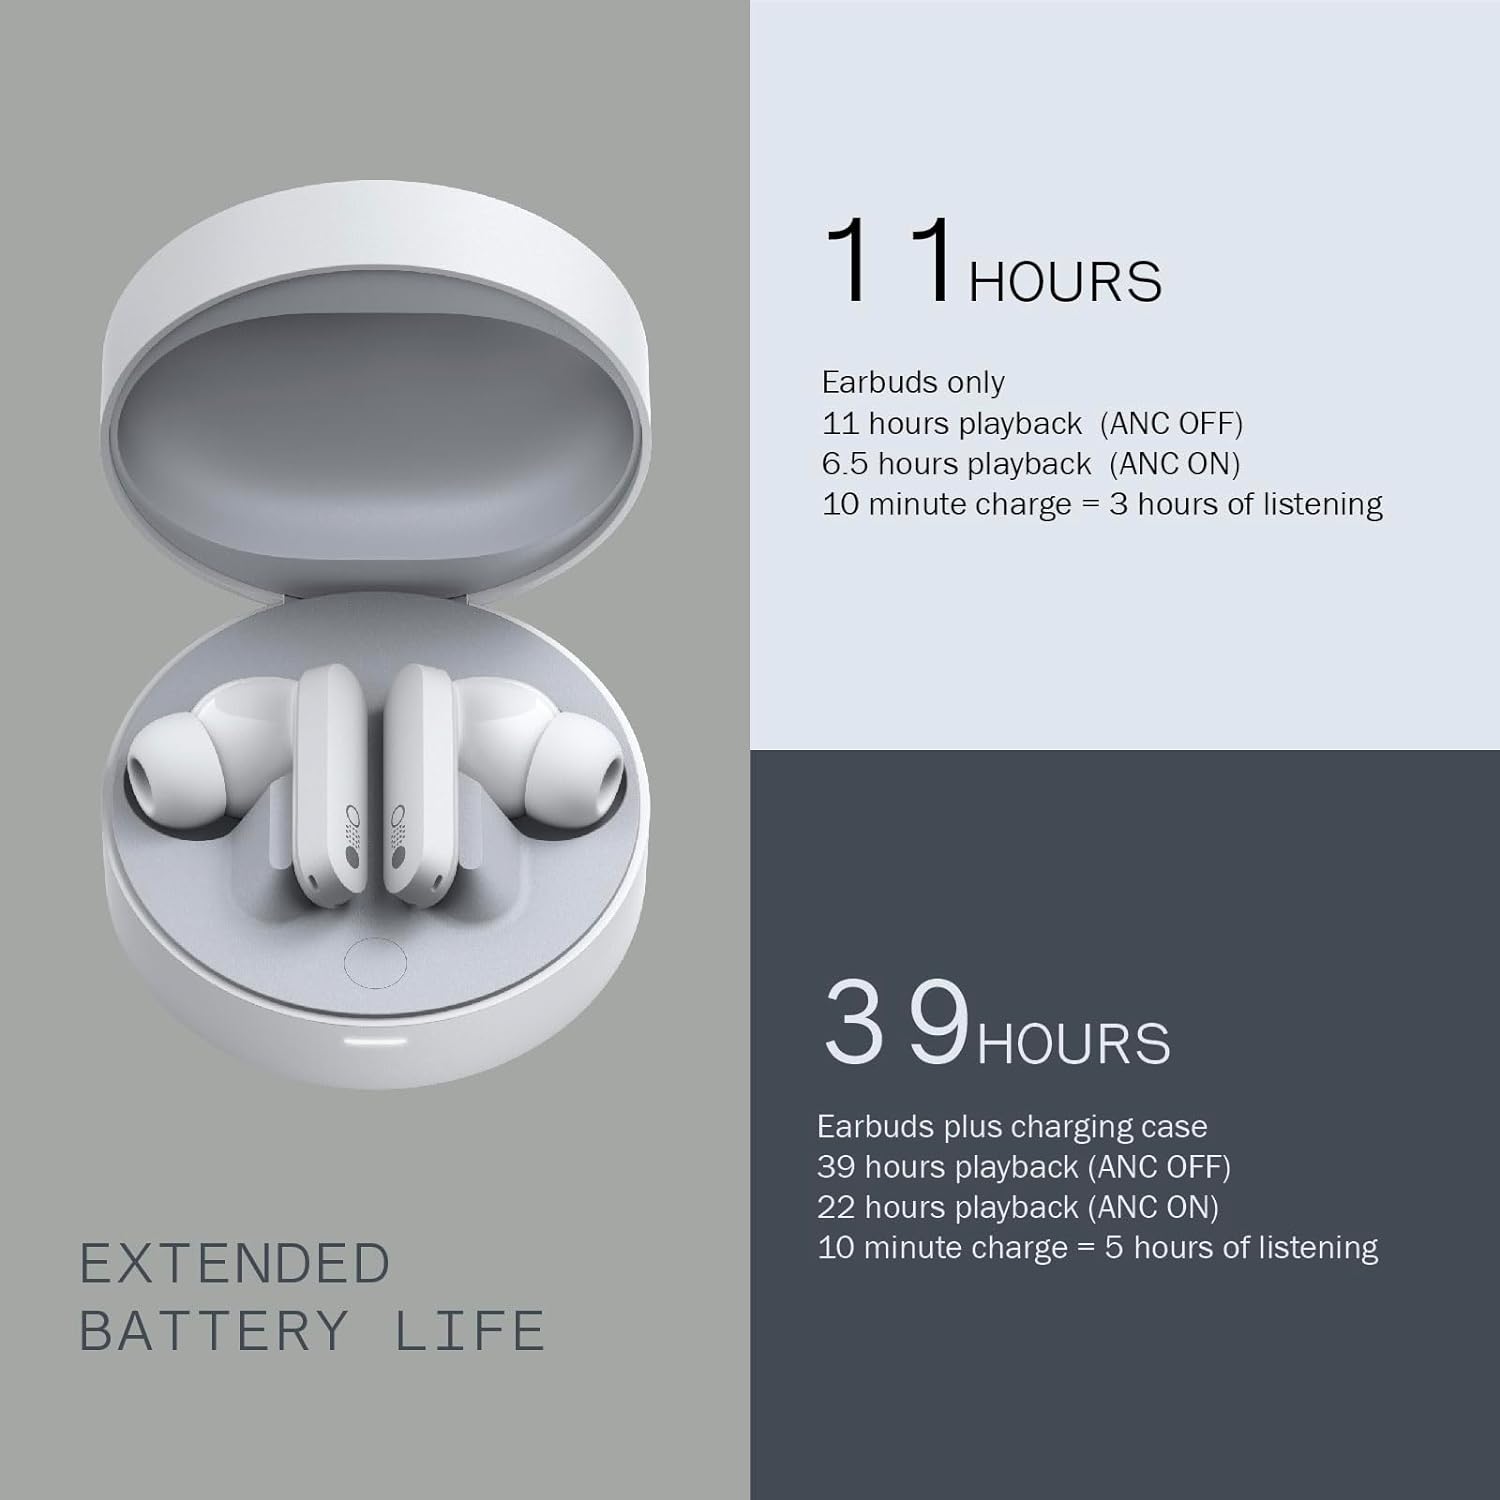 11 HOURS
Earbuds only
11 hours playback (ANC OFF)
6.5 hours playback (ANC ON)
10 minute charge = 3 hours of listening
39 HOURS
Earbuds plus charging case
39 hours playback (ANC OFF)
22 hours playback (ANC ON)
10 minute charge = 5 hours of listening
EXTENDED
BATTERY LIFE